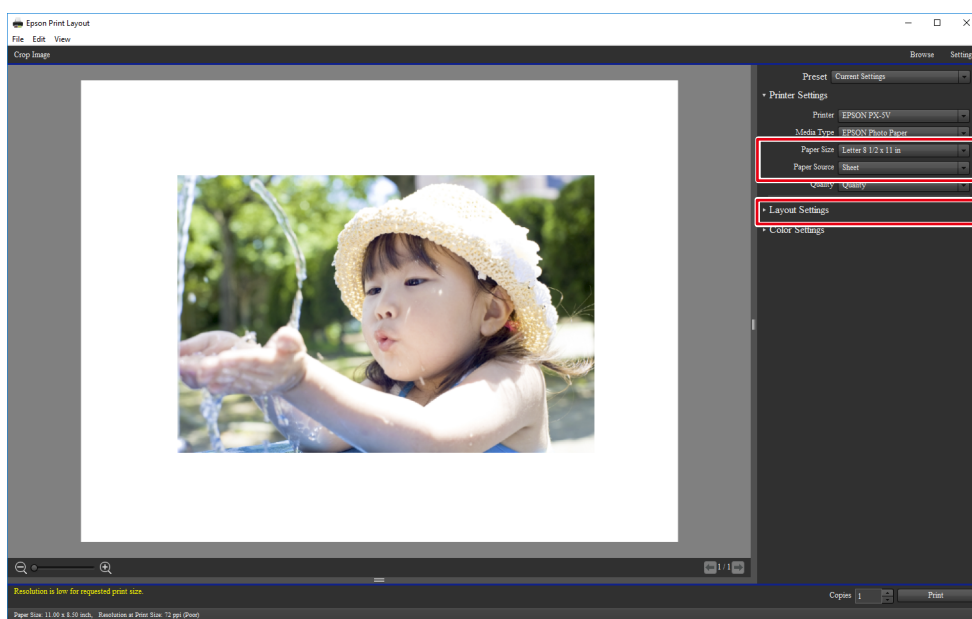 Epson Print Layout
File Edit View
Crop Image Browse Setting
Preset Current Settings
Printer Settings
Printer EPSON PX-5V
Media Type EPSON Photo Paper
Paper Size Letter 8 1/2 x 11 in
Paper Source Sheet
Quality Quality
Layout Settings
Color Settings
1 / 1
Resolution is low for requested print size.
Copies 1 Print
Paper Size: 11.00 x 8.50 inch, Resolution at Print Size: 72 ppi (Poor)